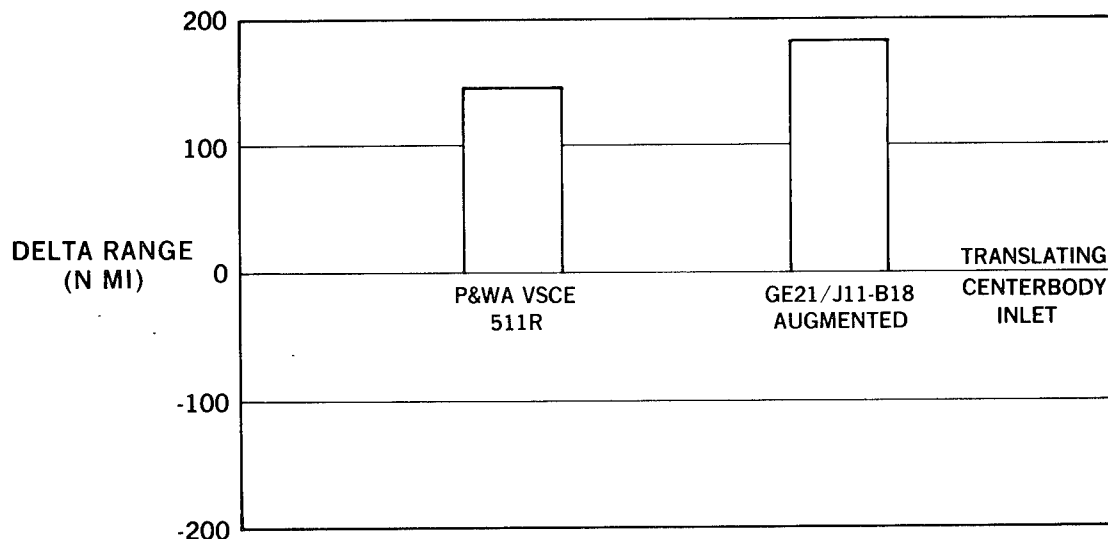 200
100
DELTA RANGE
(N MI)
0
-100
-200
P&WA VSCE
511R
GE21/J11-B18
AUGMENTED
TRANSLATING
CENTERBODY
INLET